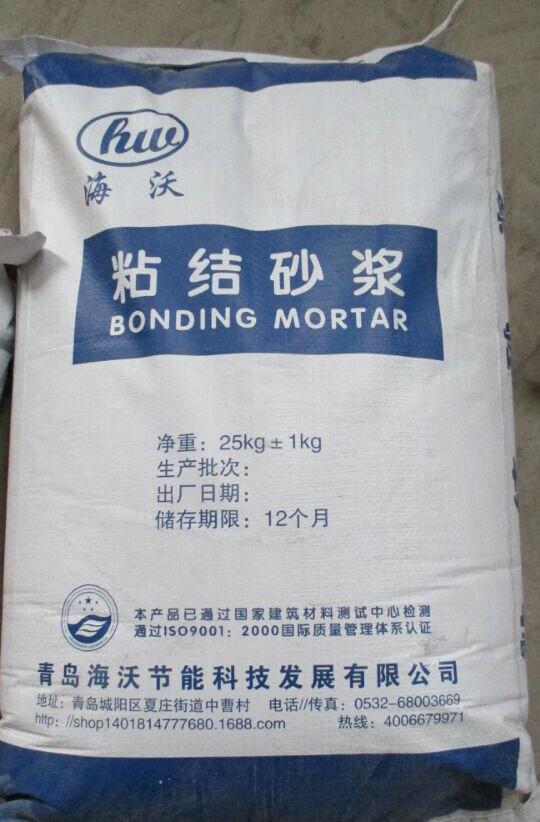 hw
海沃
粘结砂浆
BONDING MORTAR
净重：25kg±1kg
生产批次：
出厂日期：
储存期限：12个月
本产品已通过国家建筑材料测试中心检测
通过ISO9001：2000国际质量管理体系认证
青岛海沃节能科技发展有限公司
地址：青岛城阳区夏庄街道中曹村 电话//传真：0532-68003669
http：//shop1401814777680.1688.com 热线：4006679971